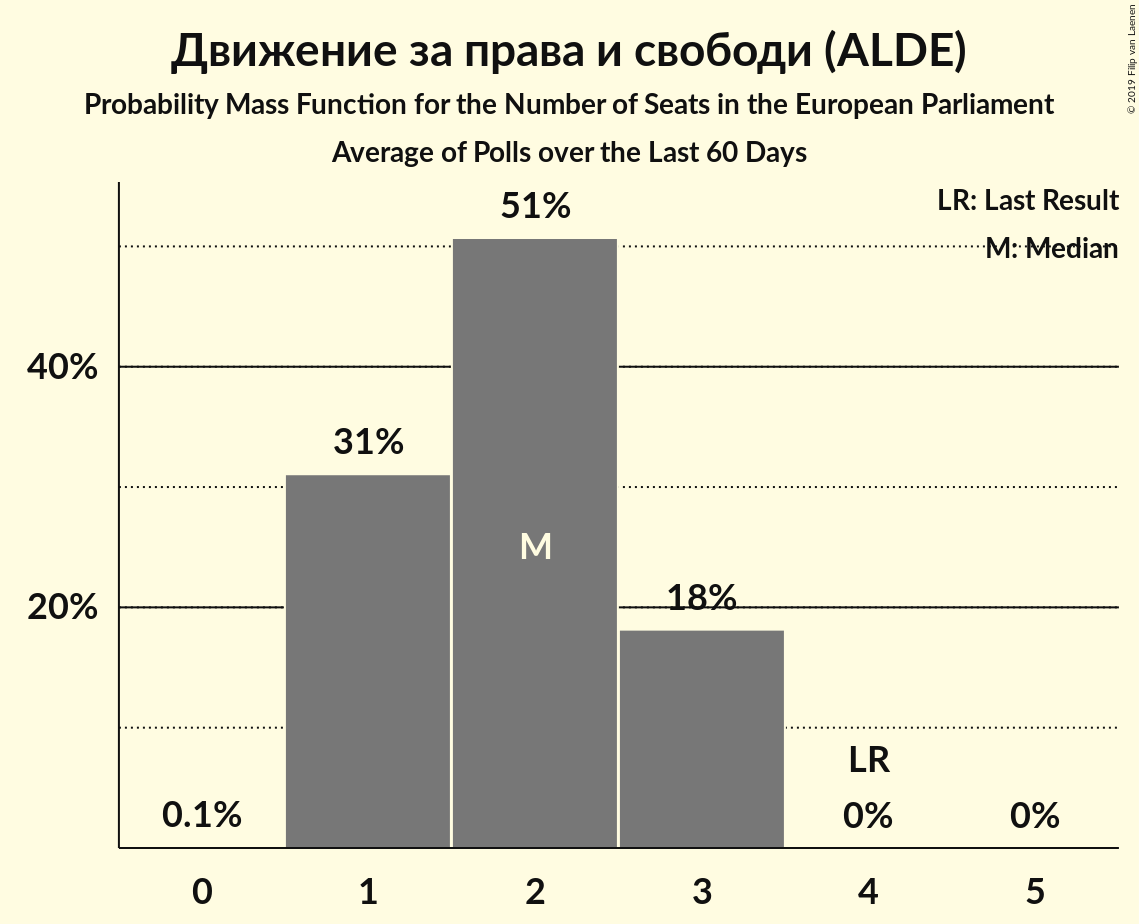 Движение за права и свободи (ALDE)
Probability Mass Function for the Number of Seats in the European Parliament
Average of Polls over the Last 60 Days
© 2019 Filip van Laenen
LR: Last Result
M: Median
51%
40%
31%
M
20%
18%
LR
0.1%
0%
0%
0
1
2
3
4
5